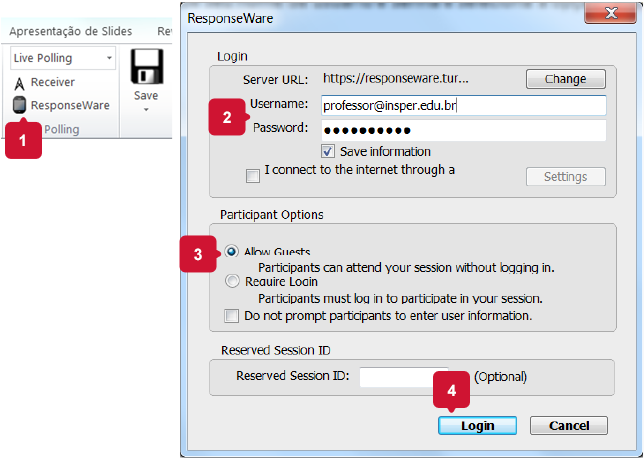 Apresentação de Slides
Live Polling
Receiver
ResponseWare
Save
1
Polling
ResponseWare
Login
Server URL: https://responseware.tur... Change
Username: professor@insper.edu.br
2
Password: ●●●●●●●●●●
Save information
I connect to the internet through a
Settings
Participant Options
3
Allow Guests
Participants can attend your session without logging in.
Require Login
Participants must log in to participate in your session.
Do not prompt participants to enter user information.
Reserved Session ID
Reserved Session ID: (Optional)
4
Login Cancel